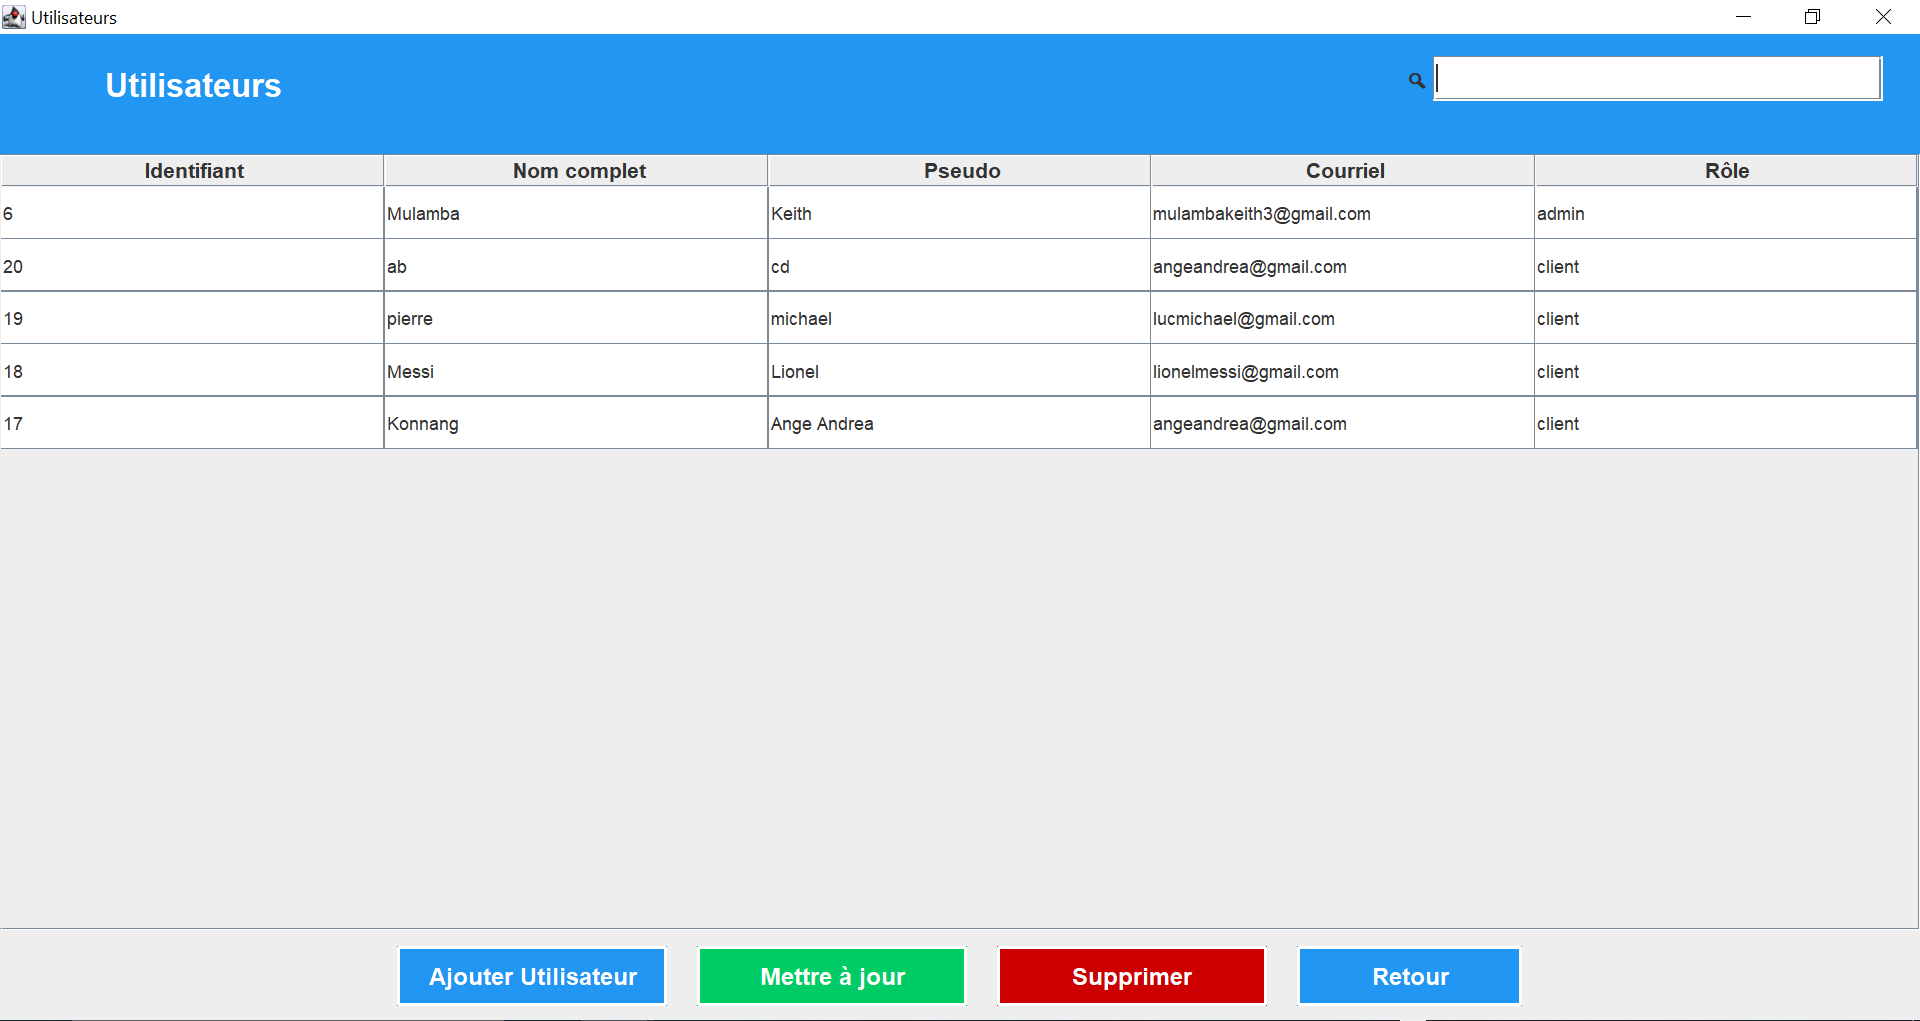 Utilisateurs
Utilisateurs
Identifiant Nom complet Pseudo Courriel Rôle
6 Mulamba Keith mulambakeith3@gmail.com admin
20 ab cd angeandrea@gmail.com client
19 pierre michael lucmichael@gmail.com client
18 Messi Lionel lionelmessi@gmail.com client
17 Konnang Ange Andrea angeandrea@gmail.com client
Ajouter Utilisateur Mettre à jour Supprimer Retour